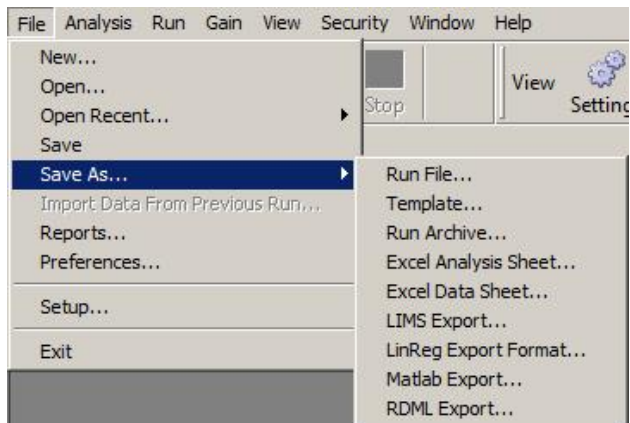 File Analysis Run Gain View Security Window Help
New...
Open...
Open Recent...
Save
Save As...
Import Data From Previous Run...
Reports...
Preferences...
Setup...
Exit
Stop
View
Setting
Run File...
Template...
Run Archive...
Excel Analysis Sheet...
Excel Data Sheet...
LIMS Export...
LinReg Export Format...
Matlab Export...
RDML Export...